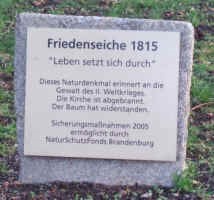 Friedenseiche 1815
"Leben setzt sich durch"
Dieses Naturdenkmal erinnert an die
Gewalt des II. Weltkrieges.
Die Kirche ist abgebrannt.
Der Baum hat widerstanden.
Sicherungsmaßnahmen 2005
ermöglicht durch
NaturSchutzFonds Brandenburg